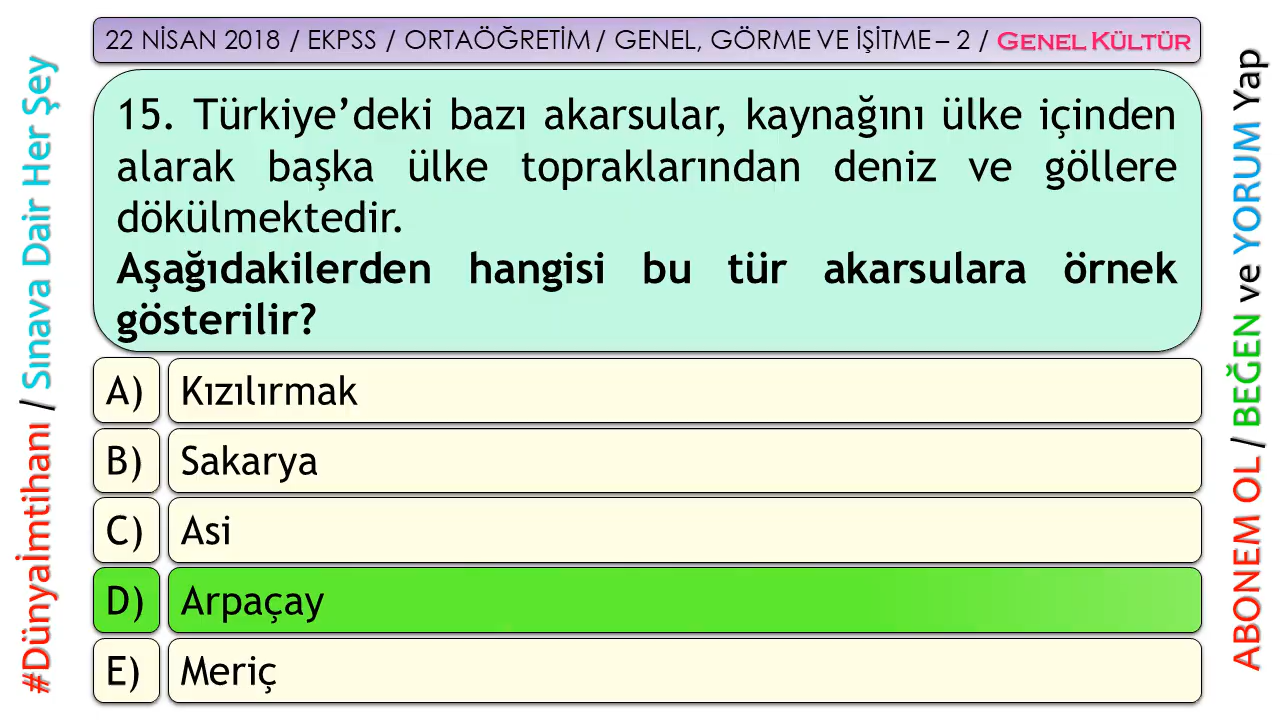 22 NİSAN 2018 / EKPSS / ORTAÖĞRETİM / GENEL, GÖRME VE İŞİTME – 2 / GENEL KÜLTÜR
15. Türkiye’deki bazı akarsular, kaynağını ülke içinden
alarak başka ülke topraklarından deniz ve göllere
dökülmektedir.
Aşağıdakilerden hangisi bu tür akarsulara örnek
gösterilir?
A) Kızılırmak
B) Sakarya
C) Asi
D) Arpaçay
E) Meriç
#Dünyaİmtihanı / Sınava Dair Her Şey
ABONEM OL / BEĞEN ve YORUM Yap